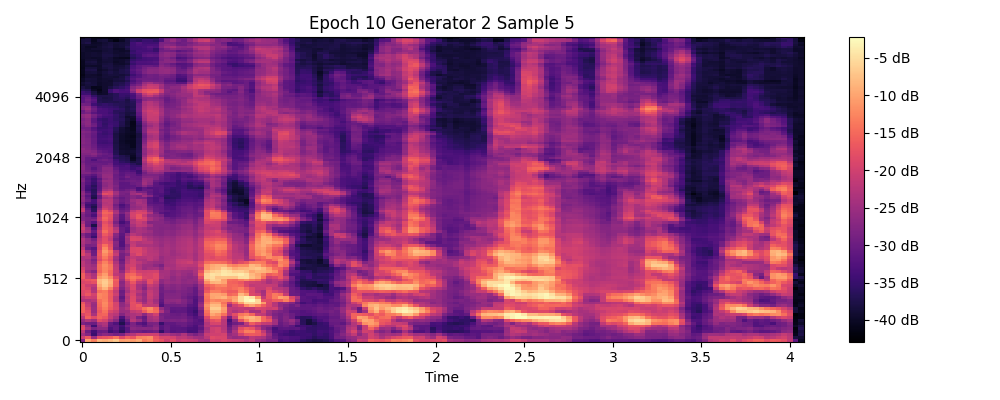 Epoch 10 Generator 2 Sample 5
Hz
4096
2048
1024
512
0
0 0.5 1 1.5 2 2.5 3 3.5 4
Time
-5 dB
-10 dB
-15 dB
-20 dB
-25 dB
-30 dB
-35 dB
-40 dB